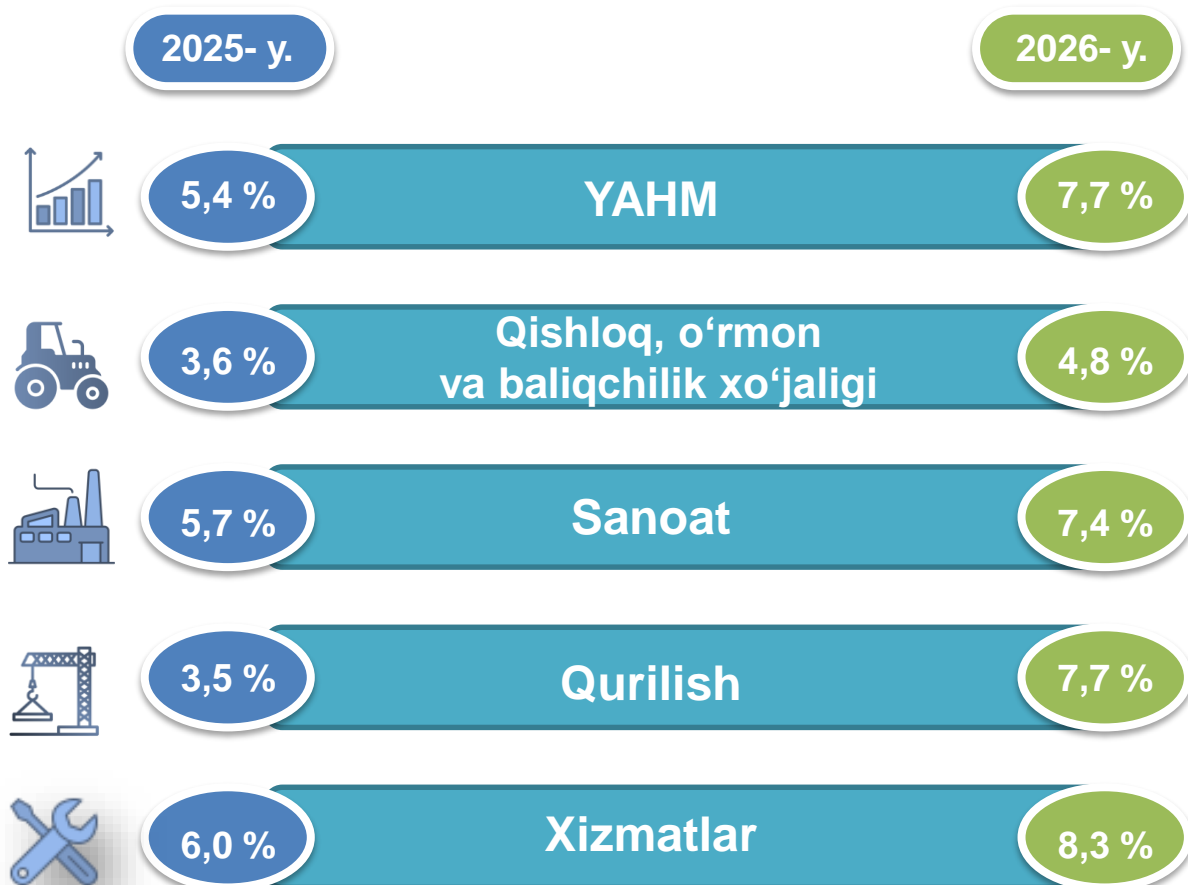 2025- y.
2026- y.
5,4 %
YAHM
7,7 %
3,6 %
Qishloq, o‘rmon
va baliqchilik xo‘jaligi
4,8 %
5,7 %
Sanoat
7,4 %
3,5 %
Qurilish
7,7 %
6,0 %
Xizmatlar
8,3 %